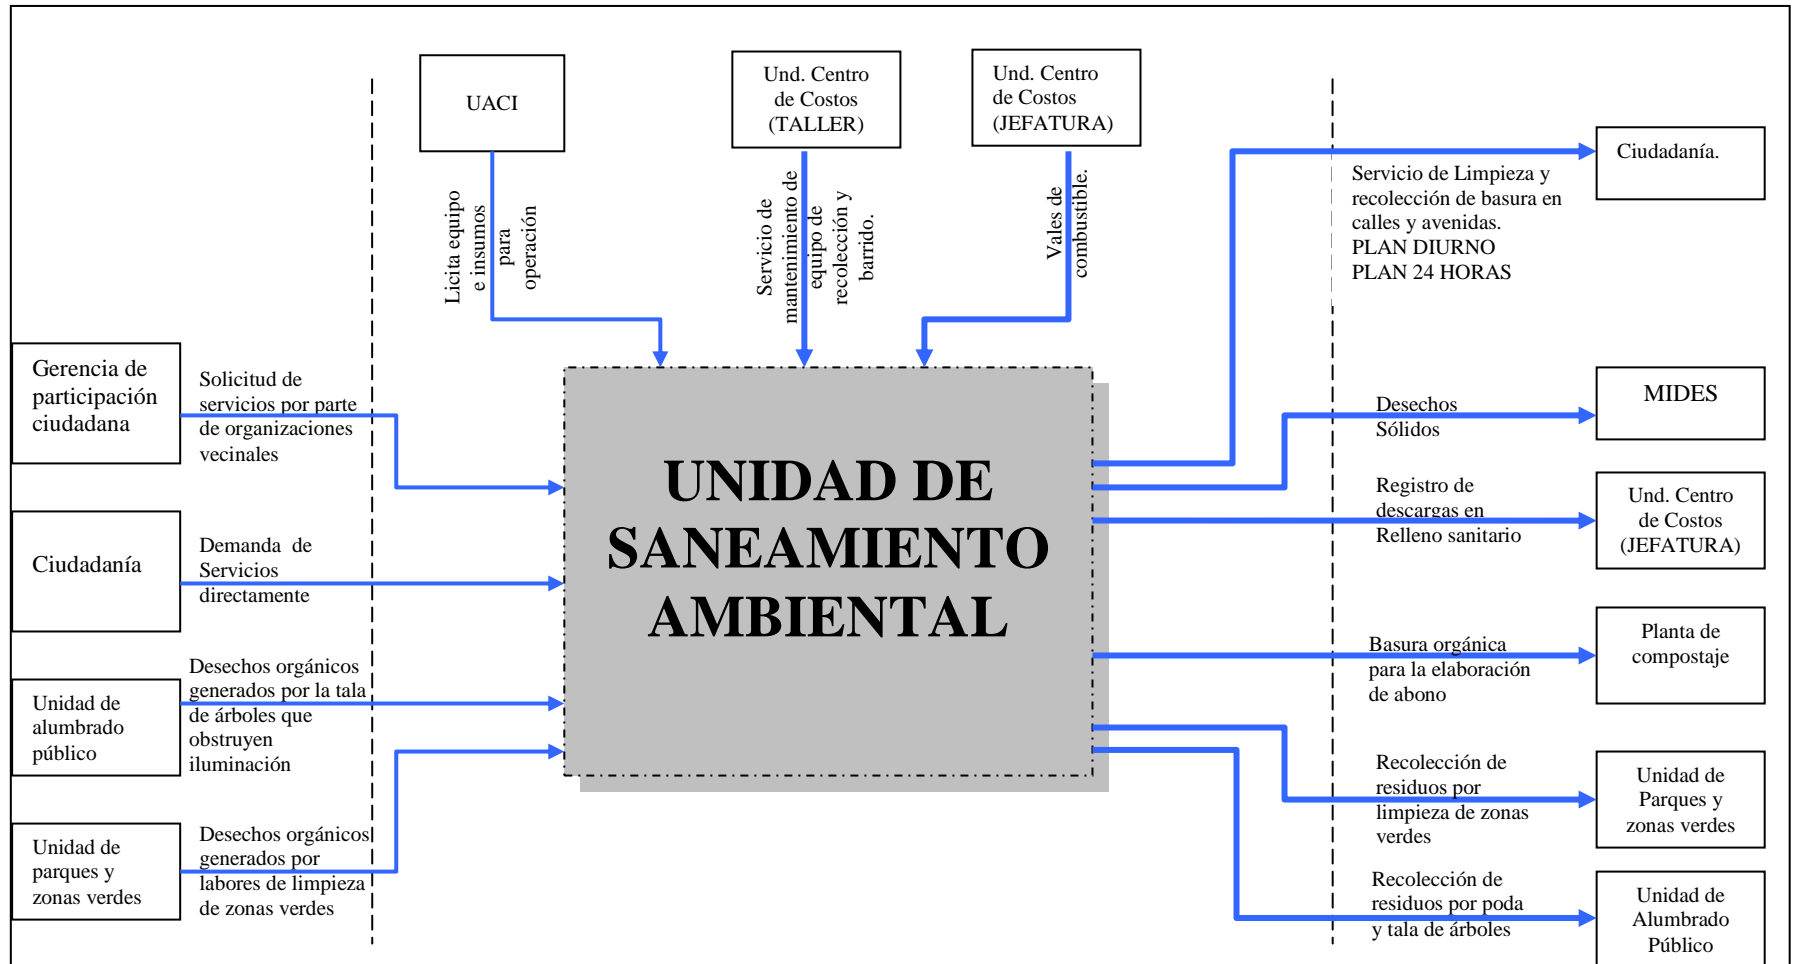 UACI
Und. Centro
de Costos
(TALLER)
Und. Centro
de Costos
(JEFATURA)
Licita equipo
e insumos
para
operación
Servicio de
mantenimiento de
equipo de
recolección y
barrido.
Vales de
combustible.
Gerencia de
participación
ciudadana
Solicitud de
servicios por parte
de organizaciones
vecinales
Ciudadanía
Demanda de
Servicios
directamente
Unidad de
alumbrado
público
Desechos orgánicos
generados por la tala
de árboles que
obstruyen
iluminación
Unidad de
parques y
zonas verdes
Desechos orgánicos
generados por
labores de limpieza
de zonas verdes
UNIDAD DE
SANEAMIENTO
AMBIENTAL
Servicio de Limpieza y
recolección de basura en
calles y avenidas.
PLAN DIURNO
PLAN 24 HORAS
Ciudadanía.
Desechos
Sólidos
MIDES
Registro de
descargas en
Relleno sanitario
Und. Centro
de Costos
(JEFATURA)
Basura orgánica
para la elaboración
de abono
Planta de
compostaje
Recolección de
residuos por
limpieza de zonas
verdes
Unidad de
Parques y
zonas verdes
Recolección de
residuos por poda
y tala de árboles
Unidad de
Alumbrado
Público